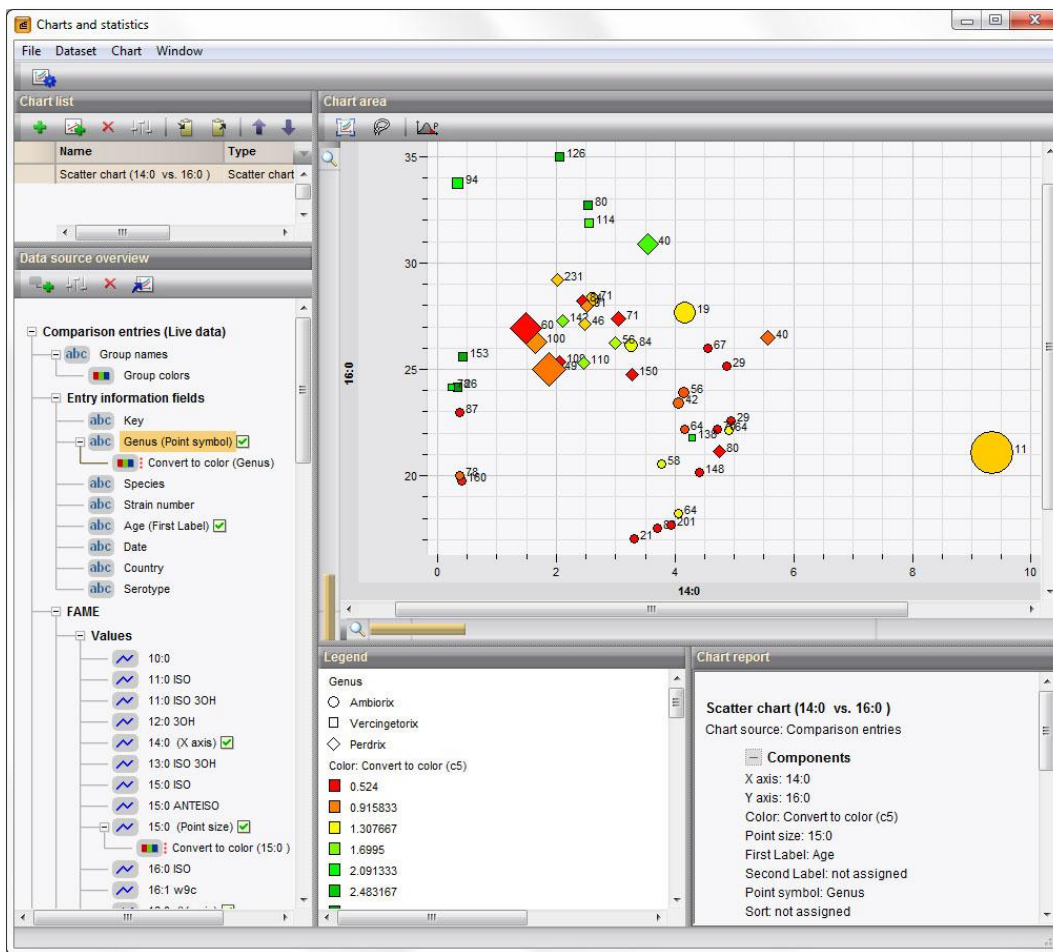 Charts and statistics
File Dataset Chart Window
Chart list
Name Type
Scatter chart (14:0 vs. 16:0 ) Scatter chart
Data source overview
Comparison entries (Live data)
abc Group names
Group colors
Entry information fields
abc Key
abc Genus (Point symbol)
Convert to color (Genus)
abc Species
abc Strain number
abc Age (First Label)
abc Date
abc Country
abc Serotype
FAME
Values
10:0
11:0 ISO
11:0 ISO 3OH
12:0 3OH
14:0 (X axis)
13:0 ISO 3OH
15:0 ISO
15:0 ANTEISO
15:0 (Point size)
Convert to color (15:0 )
16:0 ISO
16:1 w9c
Chart area
P
35
126
94
80
114
40
30
231
71
19
60
142
46
71
40
100
56
84
67
153
110
29
25
49
150
56
42
87
29
64
64
138
80
58
148
20
78
160
64
201
21
11
16:0
0 2 4 6 8 10
14:0
Legend
Genus
Ambiorix
Vercingetorix
Perdrix
Color: Convert to color (c5)
0.524
0.915833
1.307667
1.6995
2.091333
2.483167
Chart report
Scatter chart (14:0 vs. 16:0 )
Chart source: Comparison entries
Components
X axis: 14:0
Y axis: 16:0
Color: Convert to color (c5)
Point size: 15:0
First Label: Age
Second Label: not assigned
Point symbol: Genus
Sort: not assigned